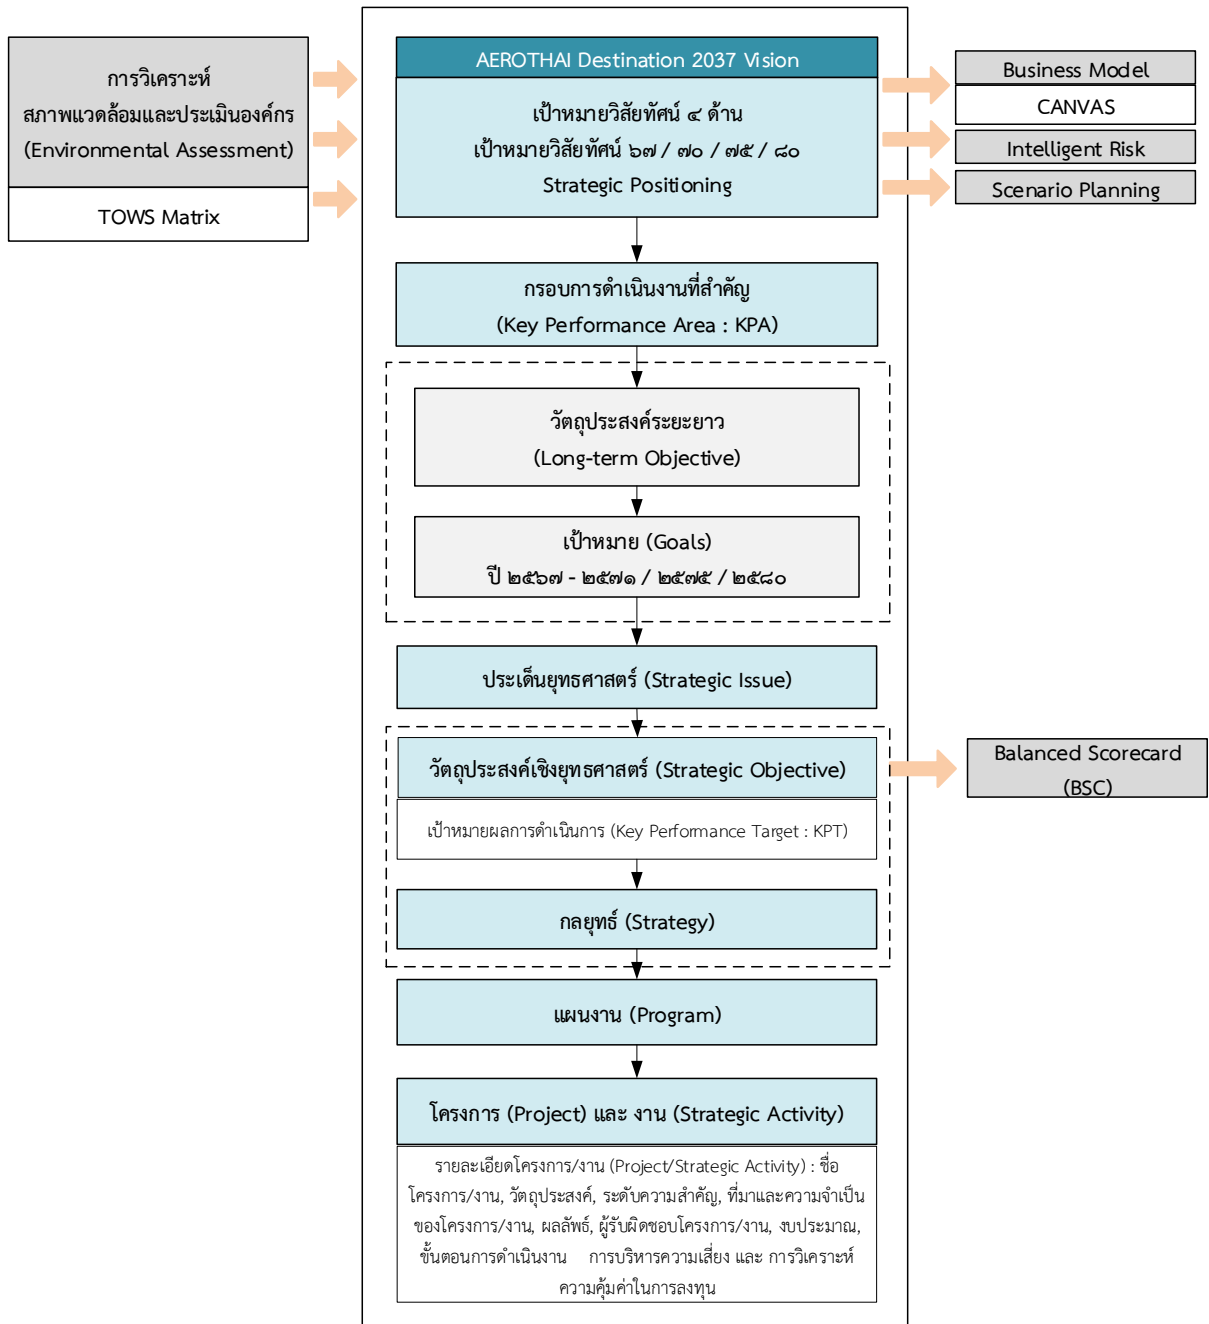 การวิเคราะห์
สภาพแวดล้อมและประเมินองค์กร
(Environmental Assessment)
TOWS Matrix
AEROTHAI Destination 2037 Vision
เป้าหมายวิสัยทัศน์ ๔ ด้าน
เป้าหมายวิสัยทัศน์ ๖๗ / ๗๐ / ๗๕ / ๘๐
Strategic Positioning
Business Model
CANVAS
Intelligent Risk
Scenario Planning
กรอบการดำเนินงานที่สำคัญ
(Key Performance Area : KPA)
วัตถุประสงค์ระยะยาว
(Long-term Objective)
เป้าหมาย (Goals)
ปี ๒๕๖๗ - ๒๕๗๑ / ๒๕๗๕ / ๒๕๘๐
ประเด็นยุทธศาสตร์ (Strategic Issue)
วัตถุประสงค์เชิงยุทธศาสตร์ (Strategic Objective)
เป้าหมายผลการดำเนินการ (Key Performance Target : KPT)
Balanced Scorecard
(BSC)
กลยุทธ์ (Strategy)
แผนงาน (Program)
โครงการ (Project) และ งาน (Strategic Activity)
รายละเอียดโครงการ/งาน (Project/Strategic Activity) : ชื่อ
โครงการ/งาน, วัตถุประสงค์, ระดับความสำคัญ, ที่มาและความจำเป็น
ของโครงการ/งาน, ผลลัพธ์, ผู้รับผิดชอบโครงการ/งาน, งบประมาณ,
ขั้นตอนการดำเนินงาน การบริหารความเสี่ยง และ การวิเคราะห์
ความคุ้มค่าในการลงทุน